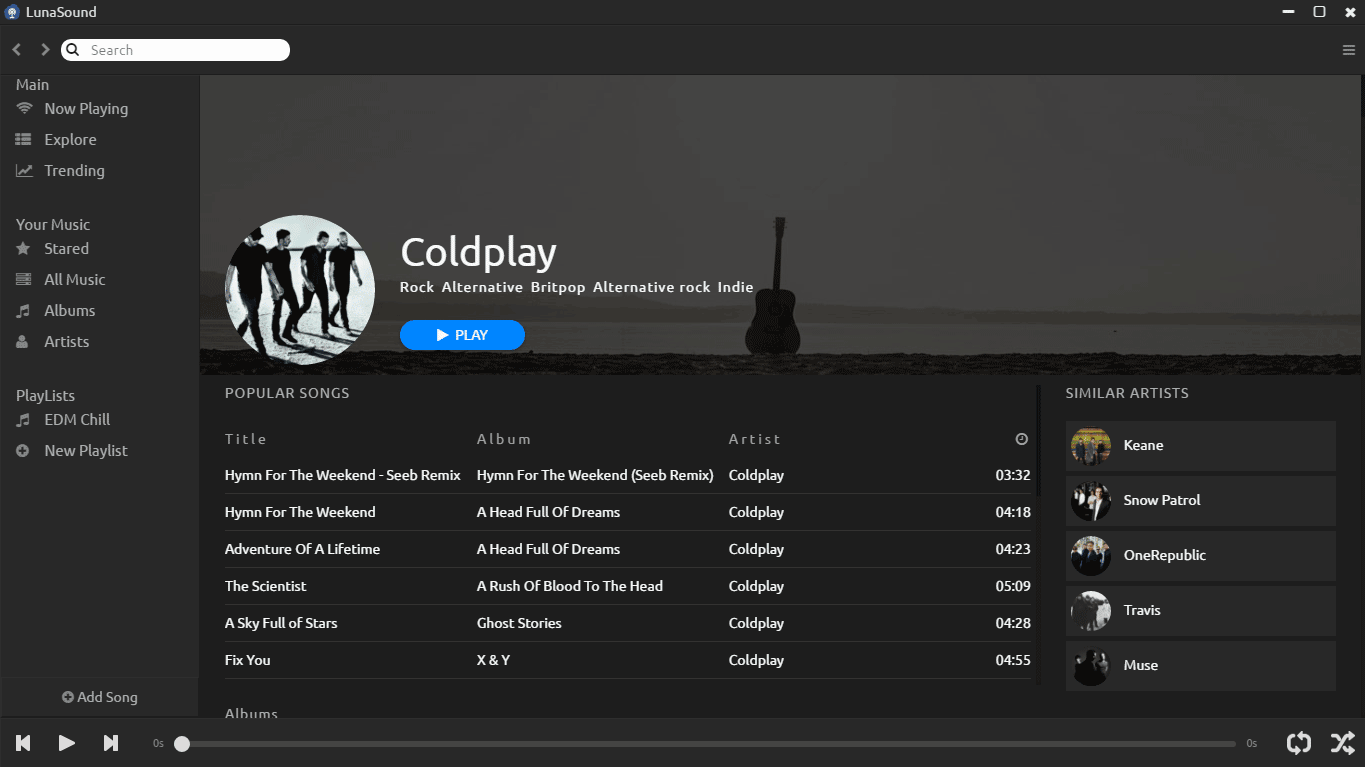 LunaSound
Search
Main
Now Playing
Explore
Trending
Your Music
Stared
All Music
Albums
Artists
PlayLists
EDM Chill
New Playlist
Add Song
Coldplay
Rock Alternative Britpop Alternative rock Indie
PLAY
POPULAR SONGS
Title Album Artist
Hymn For The Weekend - Seeb Remix Hymn For The Weekend (Seeb Remix) Coldplay 03:32
Hymn For The Weekend A Head Full Of Dreams Coldplay 04:18
Adventure Of A Lifetime A Head Full Of Dreams Coldplay 04:23
The Scientist A Rush Of Blood To The Head Coldplay 05:09
A Sky Full of Stars Ghost Stories Coldplay 04:28
Fix You X & Y Coldplay 04:55
Albums
SIMILAR ARTISTS
Keane
Snow Patrol
OneRepublic
Travis
Muse
0s 0s